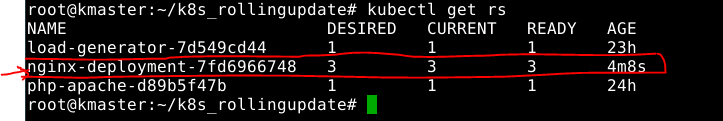 root@kmaster:~/k8s_rollingupdate# kubectl get rs
NAME DESIRED CURRENT READY AGE
load-generator-7d549cd44 1 1 1 23h
nginx-deployment-7fd6966748 3 3 3 4m8s
php-apache-d89b5f47b 1 1 1 24h
root@kmaster:~/k8s_rollingupdate#